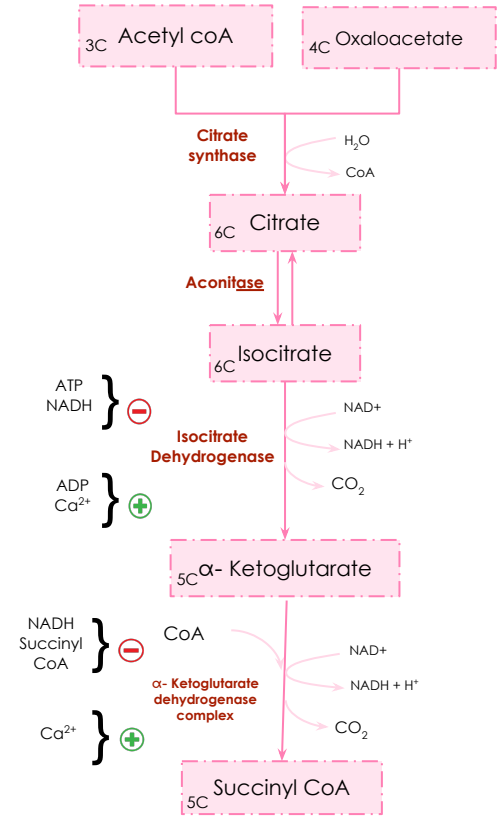 3C Acetyl coA
4C Oxaloacetate
Citrate
synthase
H₂O
CoA
6C Citrate
Aconitase
6C Isocitrate
ATP
NADH
}
−
Isocitrate
Dehydrogenase
NAD+
NADH + H⁺
CO₂
ADP
Ca²⁺
}
+
5C α- Ketoglutarate
NADH
Succinyl
CoA
}
−
CoA
α- Ketoglutarate
dehydrogenase
complex
NAD+
NADH + H⁺
CO₂
Ca²⁺
}
+
5C Succinyl CoA